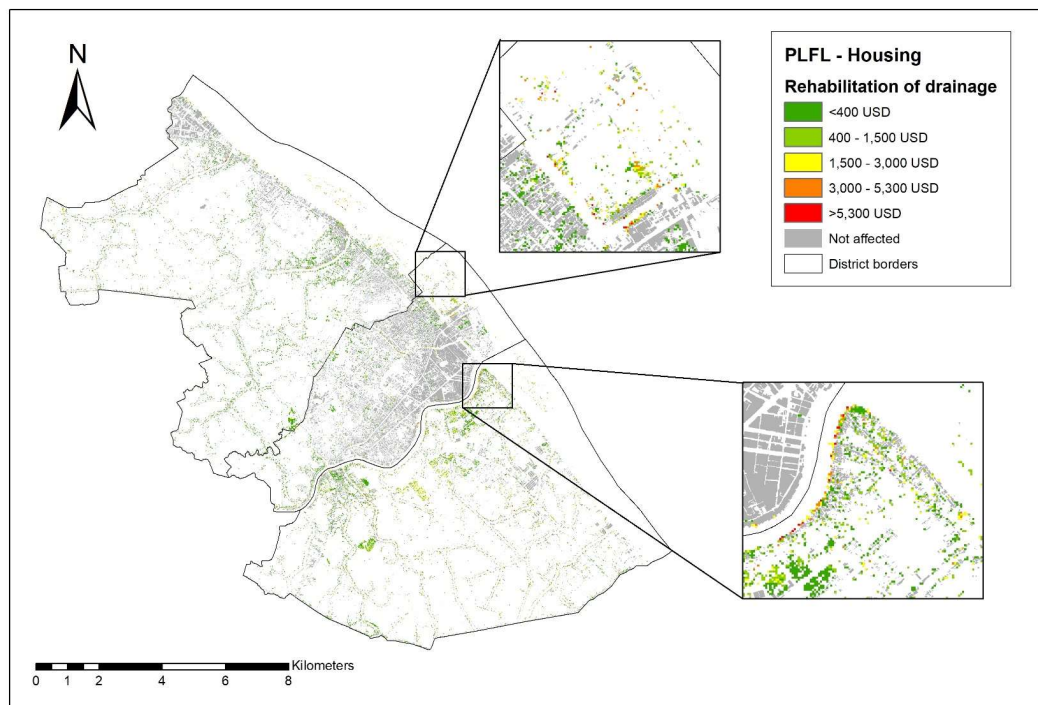 N
PLFL - Housing
Rehabilitation of drainage
<400 USD
400 - 1,500 USD
1,500 - 3,000 USD
3,000 - 5,300 USD
>5,300 USD
Not affected
District borders
Kilometers
0 1 2 4 6 8